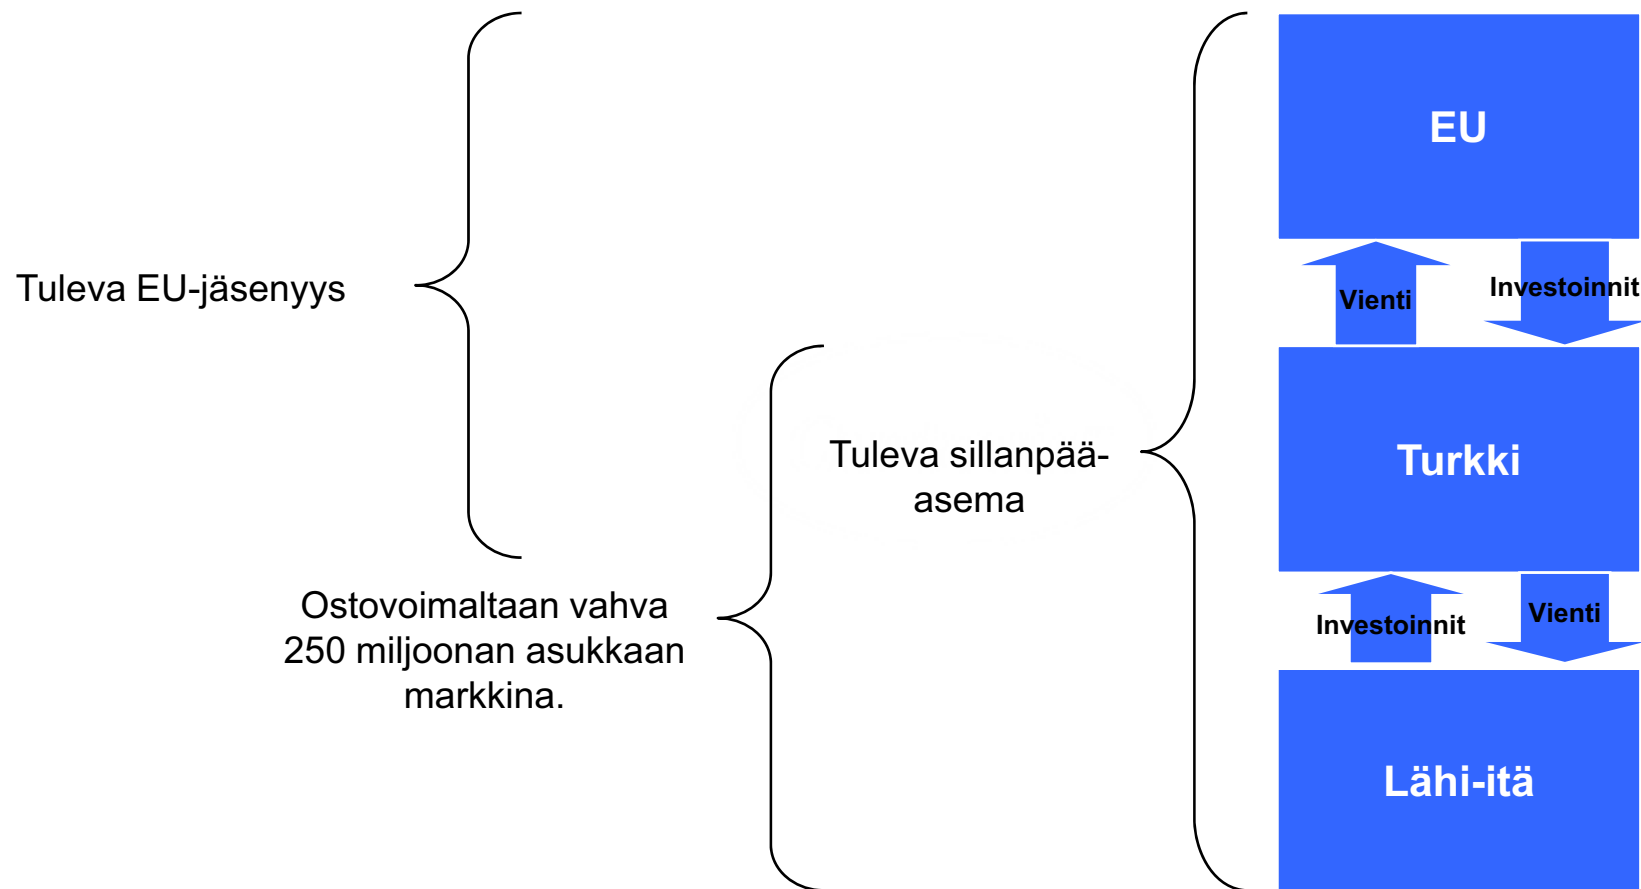 EU
Vienti
Investoinnit
Tuleva EU-jäsenyys
Tuleva sillanpää-
asema
Turkki
Ostovoimaltaan vahva
250 miljoonan asukkaan
markkina.
Investoinnit
Vienti
Lähi-itä